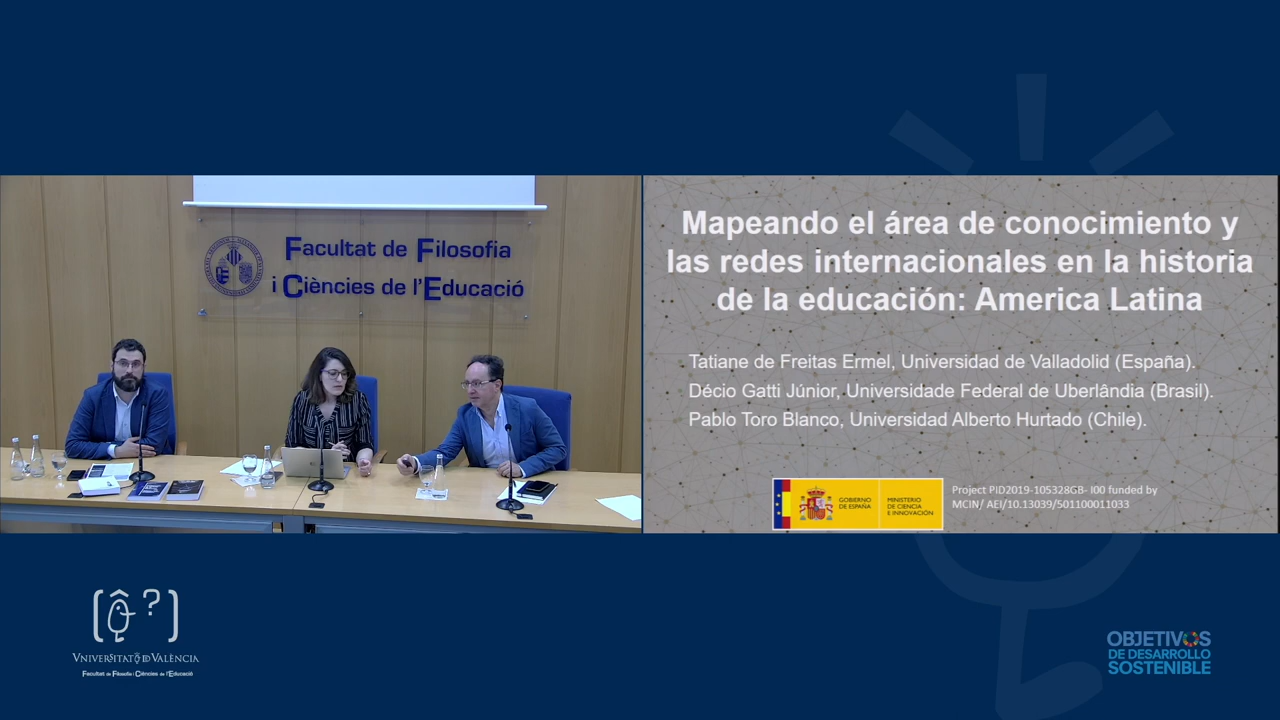 Facultat de Filosofia
i Ciències de l'Educació
Mapeando el área de conocimiento y
las redes internacionales en la historia
de la educación: America Latina
Tatiane de Freitas Ermel, Universidad de Valladolid (España).
Décio Gatti Júnior, Universidade Federal de Uberlândia (Brasil).
Pablo Toro Blanco, Universidad Alberto Hurtado (Chile).
GOBIERNO
DE ESPAÑA
MINISTERIO
DE CIENCIA
E INNOVACIÓN
Project PID2019-105328GB- I00 funded by
MCIN/ AEI/10.13039/501100011033
VNIVERSITAT ID VALÈNCIA
Facultat de Filosofia i Ciències de l'Educació
OBJETIVOS
DE DESARROLLO
SOSTENIBLE